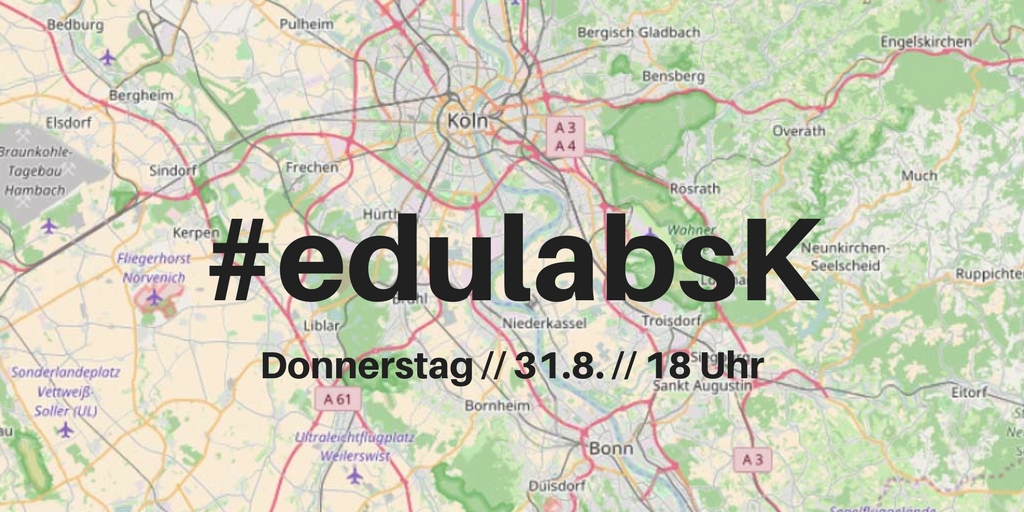 Bedburg
Pulheim
Bergisch Gladbach
Engelskirchen
Bensberg
Bergheim
Elsdorf
Köln
A 3
A 4
Overath
Braunkohle-
Tagebau
Hambach
Sindorf
Frechen
Rösrath
Much
Hürth
Kerpen
Wahner
#edulabsK
Neunkirchen-
Seelscheid
Fliegerhorst
Nörvenich
Ruppichter
Brühl
Liblar
Niederkassel
Troisdorf
Donnerstag // 31.8. // 18 Uhr
Sonderlandeplatz
Vettweiß-
Soller (UL)
Sankt Augustin
Eitorf
A 61
Bornheim
Ultraleichtflugplatz
Weilerswist
Bonn
A 3
Duisdorf